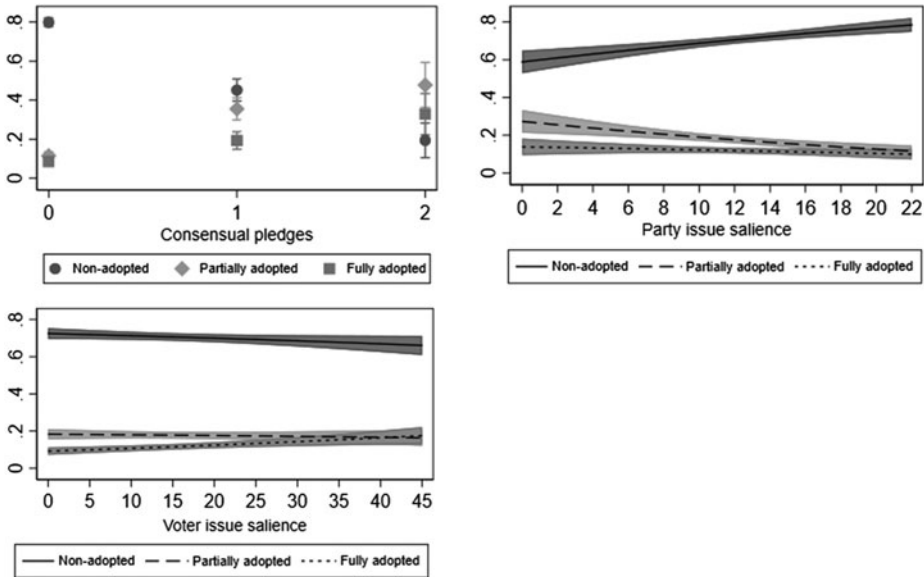 .8
.6
.4
.2
0
0 1 2
Consensual pledges
Non-adopted Partially adopted Fully adopted
.8
.6
.4
.2
0
0 2 4 6 8 10 12 14 16 18 20 22
Party issue salience
Non-adopted Partially adopted Fully adopted
.8
.6
.4
.2
0
0 5 10 15 20 25 30 35 40 45
Voter issue salience
Non-adopted Partially adopted Fully adopted